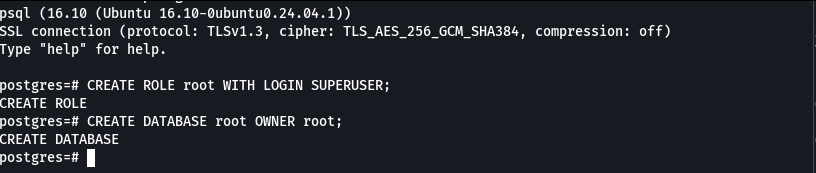 psql (16.10 (Ubuntu 16.10-0ubuntu0.24.04.1))
SSL connection (protocol: TLSv1.3, cipher: TLS_AES_256_GCM_SHA384, compression: off)
Type "help" for help.

postgres=# CREATE ROLE root WITH LOGIN SUPERUSER;
CREATE ROLE
postgres=# CREATE DATABASE root OWNER root;
CREATE DATABASE
postgres=#